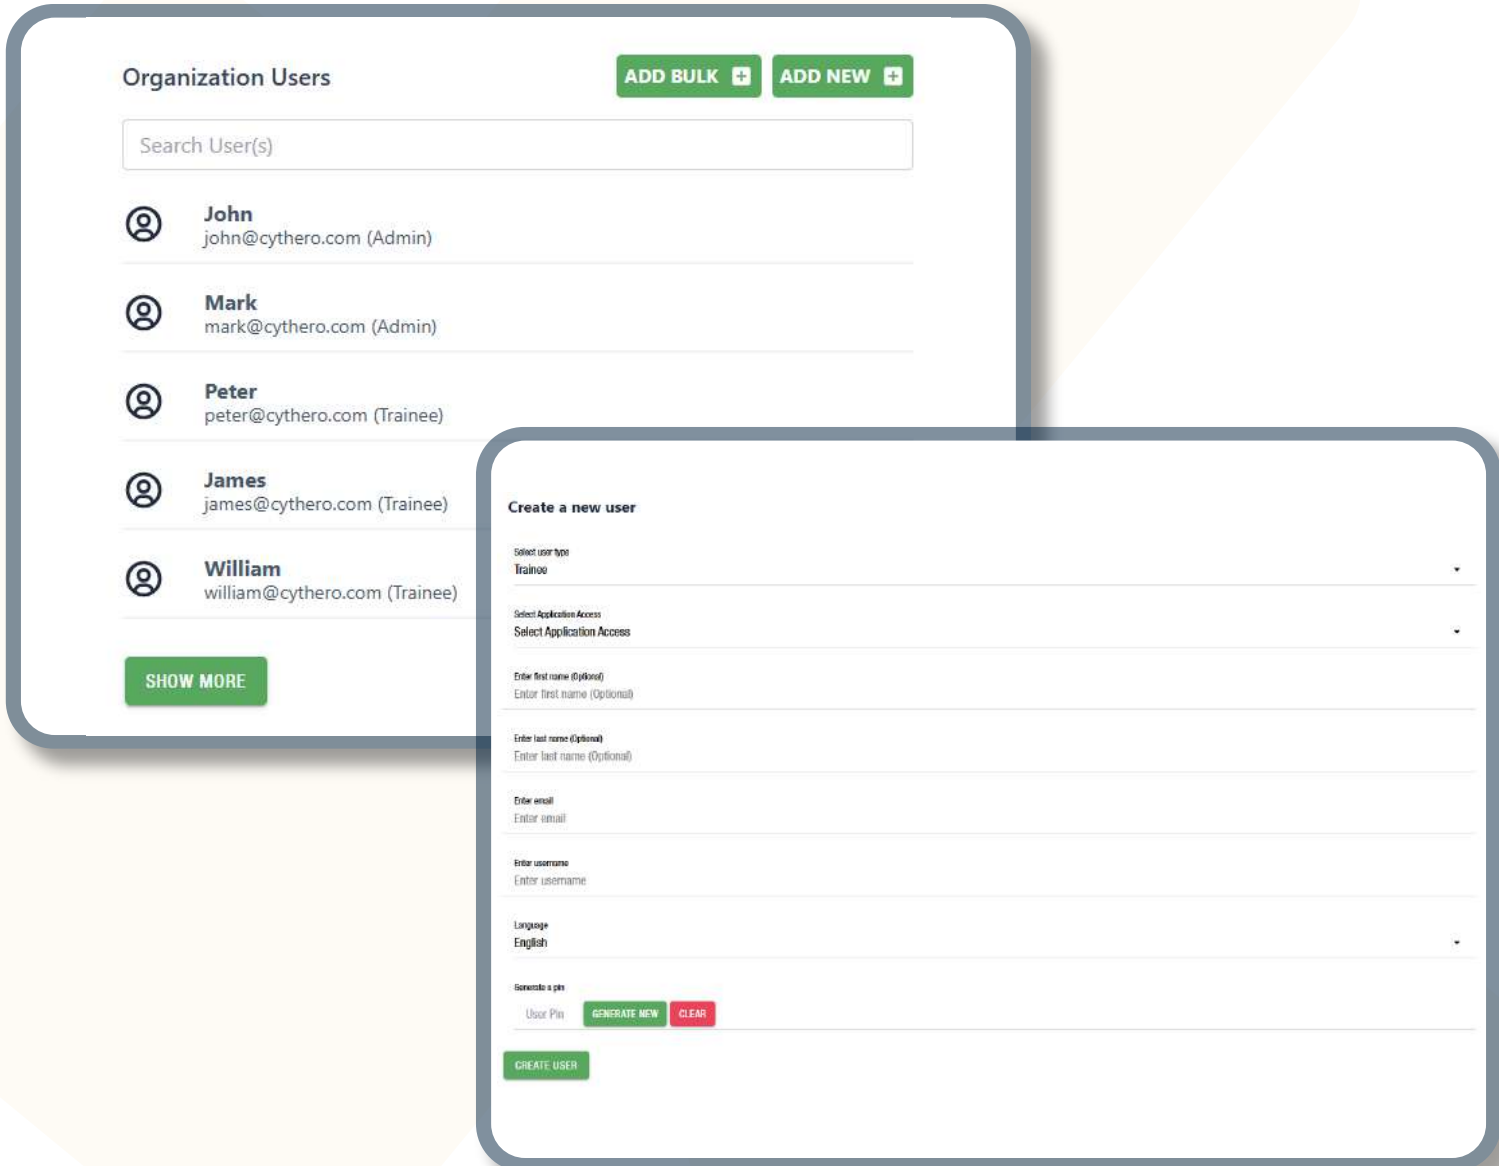 Organization Users
ADD BULK
ADD NEW
Search User(s)
John
john@cythero.com (Admin)
Mark
mark@cythero.com (Admin)
Peter
peter@cythero.com (Trainee)
James
james@cythero.com (Trainee)
William
william@cythero.com (Trainee)
SHOW MORE
Create a new user
Select user type
Trainee
Select Application Access
Select Application Access
Enter first name (Optional)
Enter first name (Optional)
Enter last name (Optional)
Enter last name (Optional)
Enter email
Enter email
Enter username
Enter username
Language
English
Generate a pin
User Pin GENERATE NEW CLEAR
CREATE USER